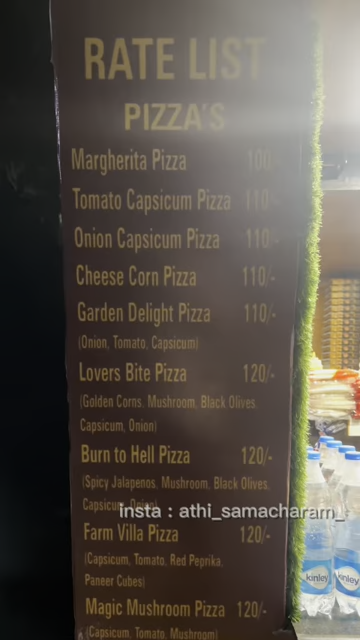 RATE LIST
PIZZA'S
Margherita Pizza 100/-
Tomato Capsicum Pizza 110/-
Onion Capsicum Pizza 110/-
Cheese Corn Pizza 110/-
Garden Delight Pizza 110/-
(Onion, Tomato, Capsicum)
Lovers Bite Pizza 120/-
(Golden Corns, Mushroom, Black Olives,
Capsicum, Onion)
Burn to Hell Pizza 120/-
(Spicy Jalapenos, Mushroom, Black Olives,
Capsicum, Onion)
insta : athi_samacharam_
Farm Villa Pizza 120/-
(Capsicum, Tomato, Red Peprika,
Paneer Cubes)
Magic Mushroom Pizza 120/-
(Capsicum, Tomato, Mushroom)
kinley
kinley